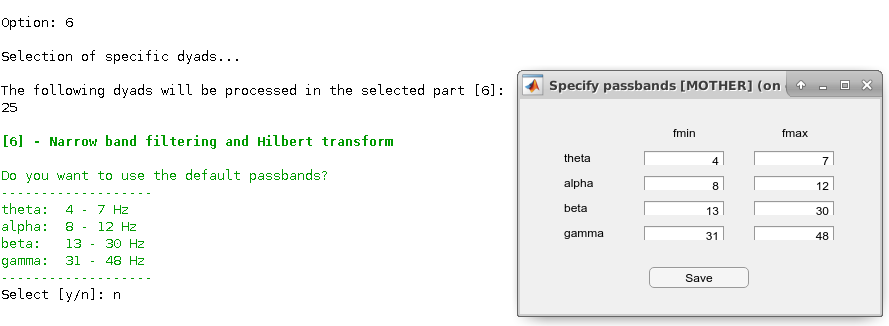 Option: 6
Selection of specific dyads...
The following dyads will be processed in the selected part [6]:
25
[6] - Narrow band filtering and Hilbert transform
Do you want to use the default passbands?
-------------------
theta:  4 - 7 Hz
alpha:  8 - 12 Hz
beta:   13 - 30 Hz
gamma:  31 - 48 Hz
-------------------
Select [y/n]: n
Specify passbands [MOTHER] (on
fmin fmax
theta 4 7
alpha 8 12
beta 13 30
gamma 31 48
Save